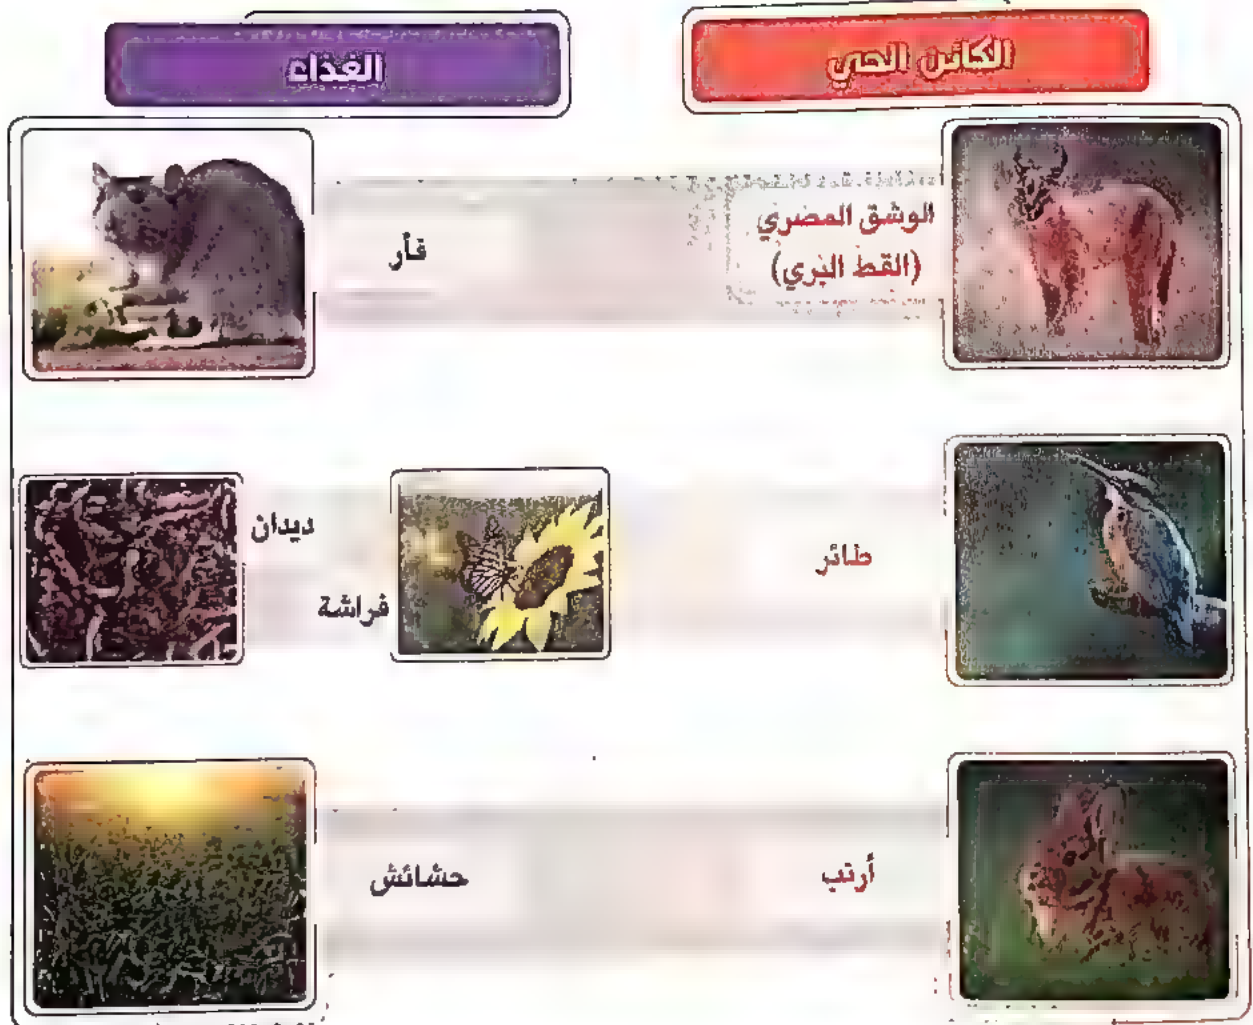 الكائن الحي
الغذاء
الوشق المصري
(القط البري)
فأر
طائر
فراشة
ديدان
أرنب
حشائش